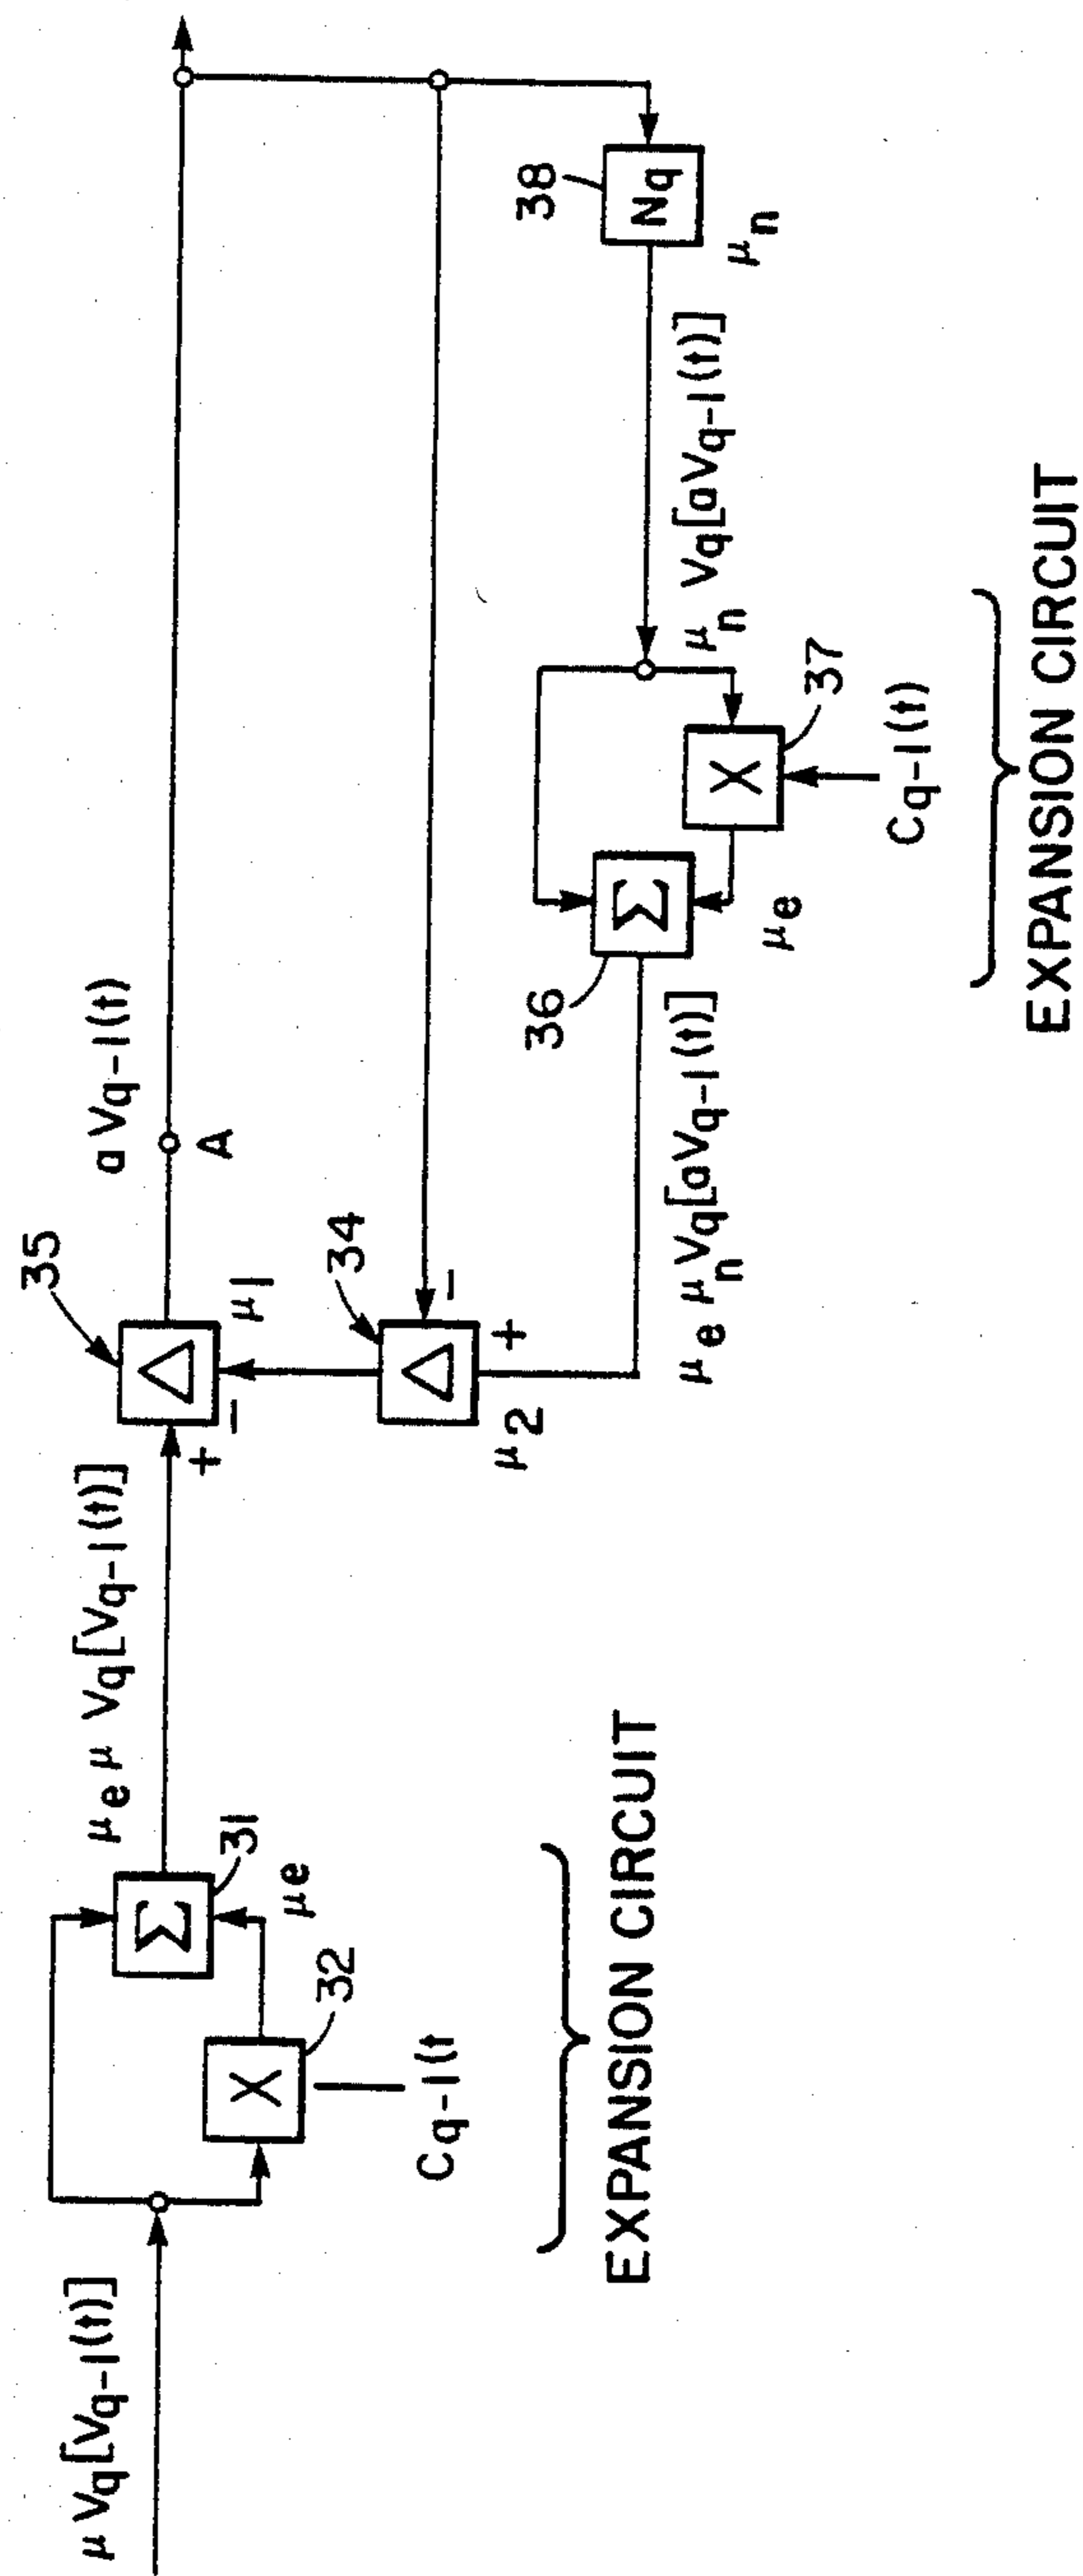 μ Vq[Vq-1(t)]
32
Cq-1(t
31
μe
μe μ Vq[Vq-1(t)]
EXPANSION CIRCUIT
35
+
−
μ1
a Vq-1(t)
A
34
μ2
+
−
μe μn Vq[aVq-1(t)]
36
Σ
μe
X
37
Cq-1(t)
EXPANSION CIRCUIT
μn Vq[aVq-1(t)]
38
Nq
μn
Σ
X
Δ
Δ